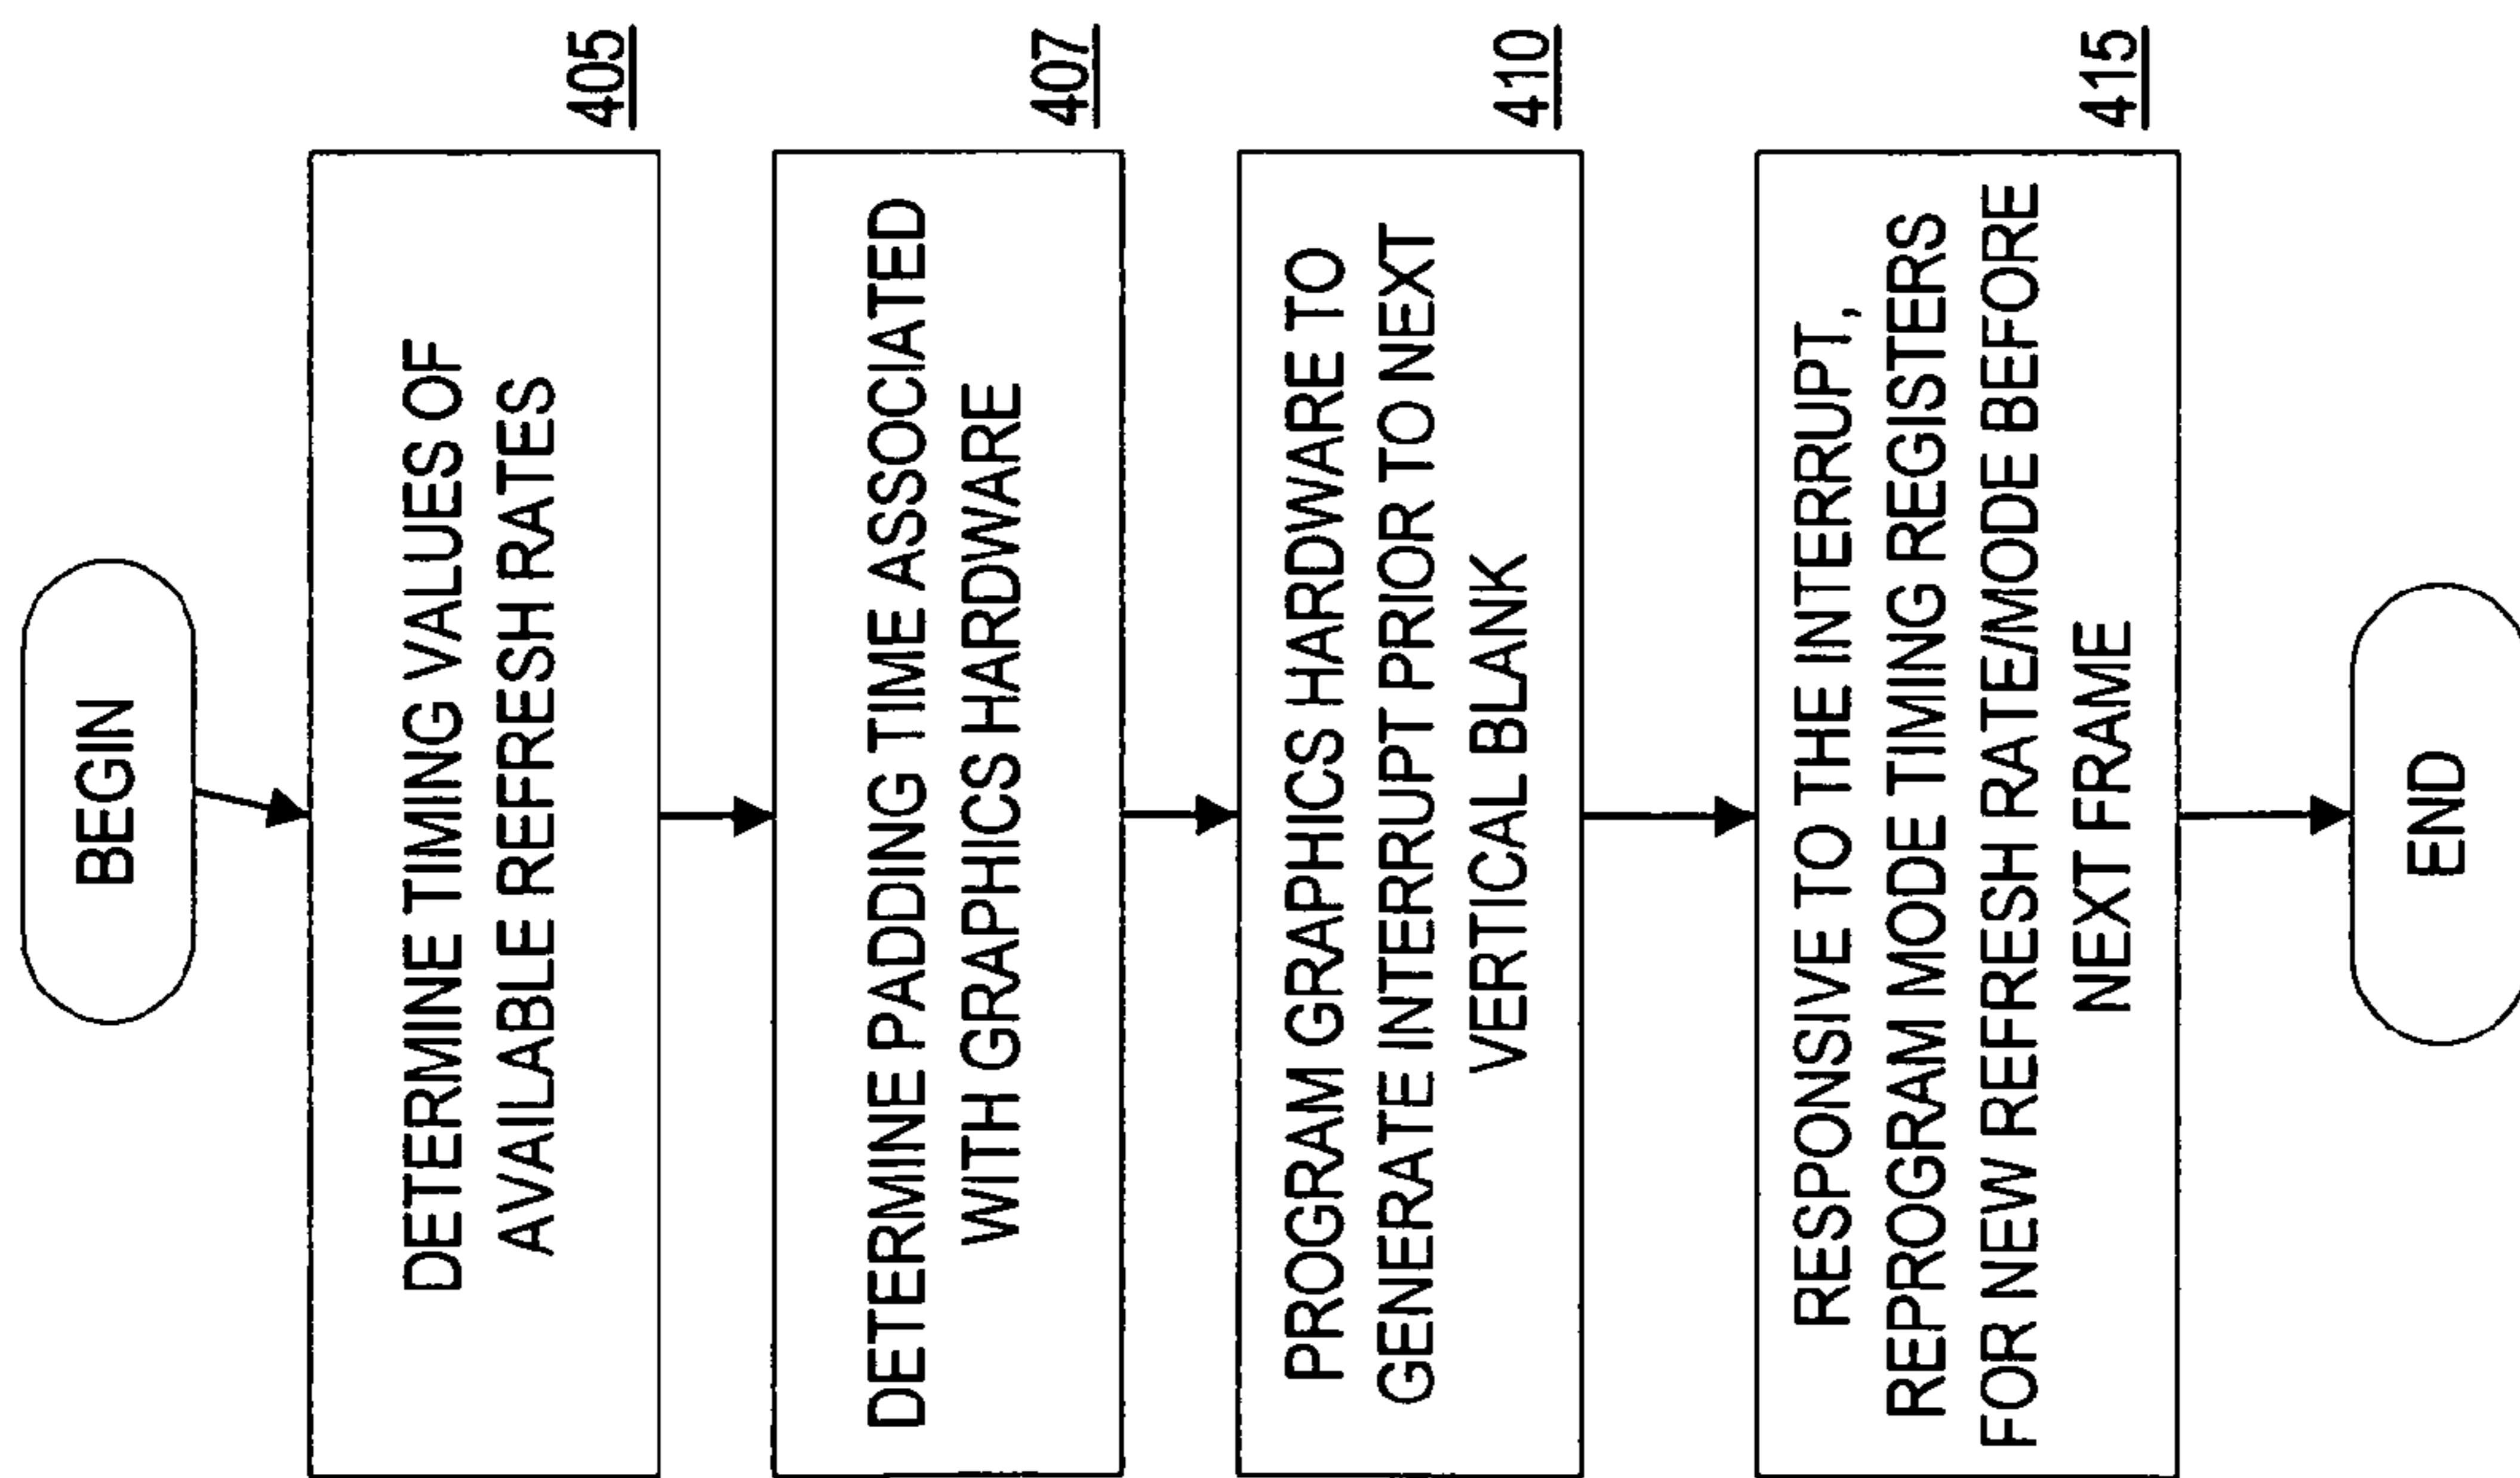 BEGIN
DETERMINE TIMING VALUES OF
AVAILABLE REFRESH RATES
405
DETERMINE PADDING TIME ASSOCIATED
WITH GRAPHICS HARDWARE
407
PROGRAM GRAPHICS HARDWARE TO
GENERATE INTERRUPT PRIOR TO NEXT
VERTICAL BLANK
410
RESPONSIVE TO THE INTERRUPT,
REPROGRAM MODE TIMING REGISTERS
FOR NEW REFRESH RATE/MODE BEFORE
NEXT FRAME
415
END